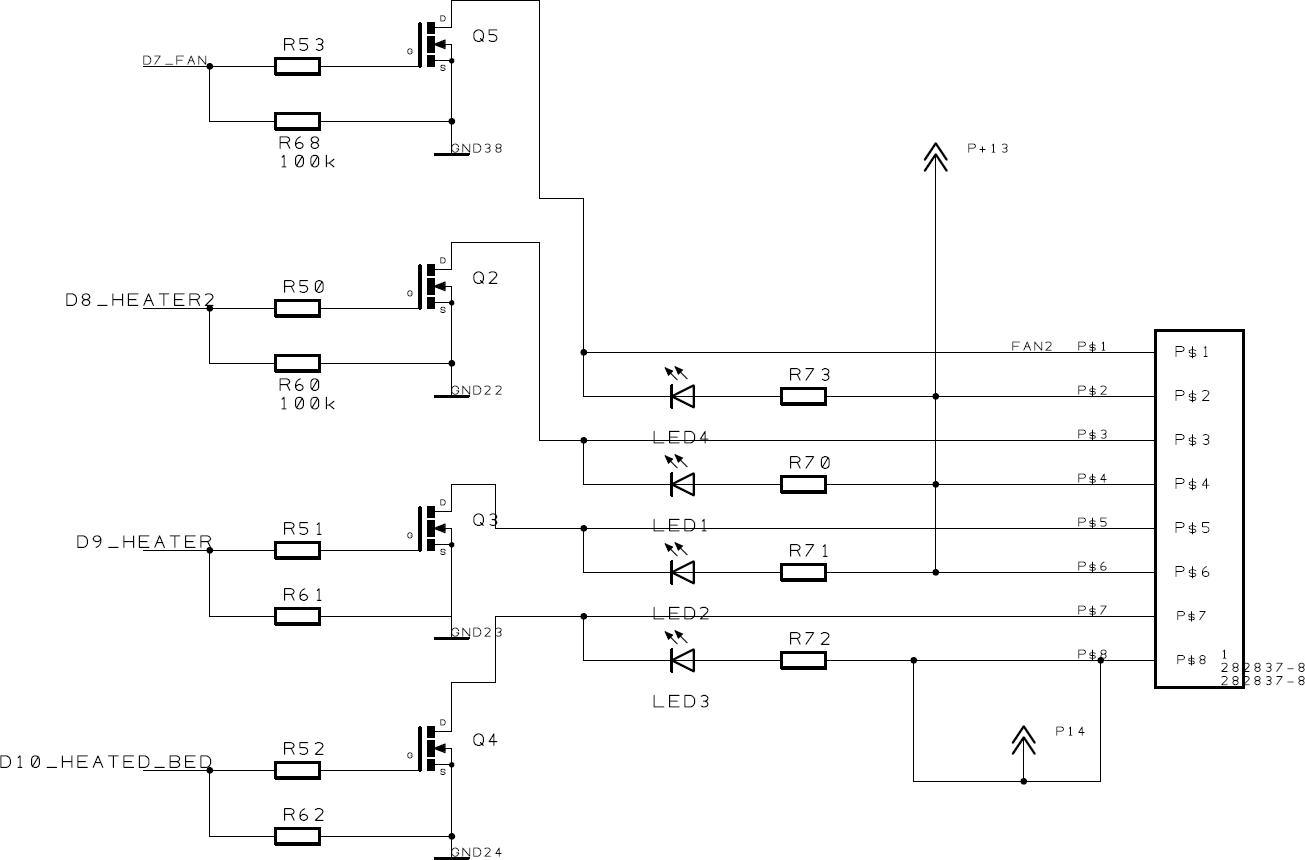 D
Q5
R53
G
D7_FAN
S
R68
100k
GND38
P+13
D
Q2
R50
G
D8_HEATER2
S
R60
100k
GND22
FAN2
P$1
P$1
R73
P$2
P$2
LED4
P$3
P$3
R70
P$4
P$4
D
Q3
R51
G
D9_HEATER
S
LED1
P$5
P$5
R71
P$6
P$6
R61
GND23
LED2
P$7
P$7
R72
P$8
P$8
1
282837-8
282837-8
LED3
D
Q4
R52
G
D10_HEATED_BED
S
P14
R62
GND24